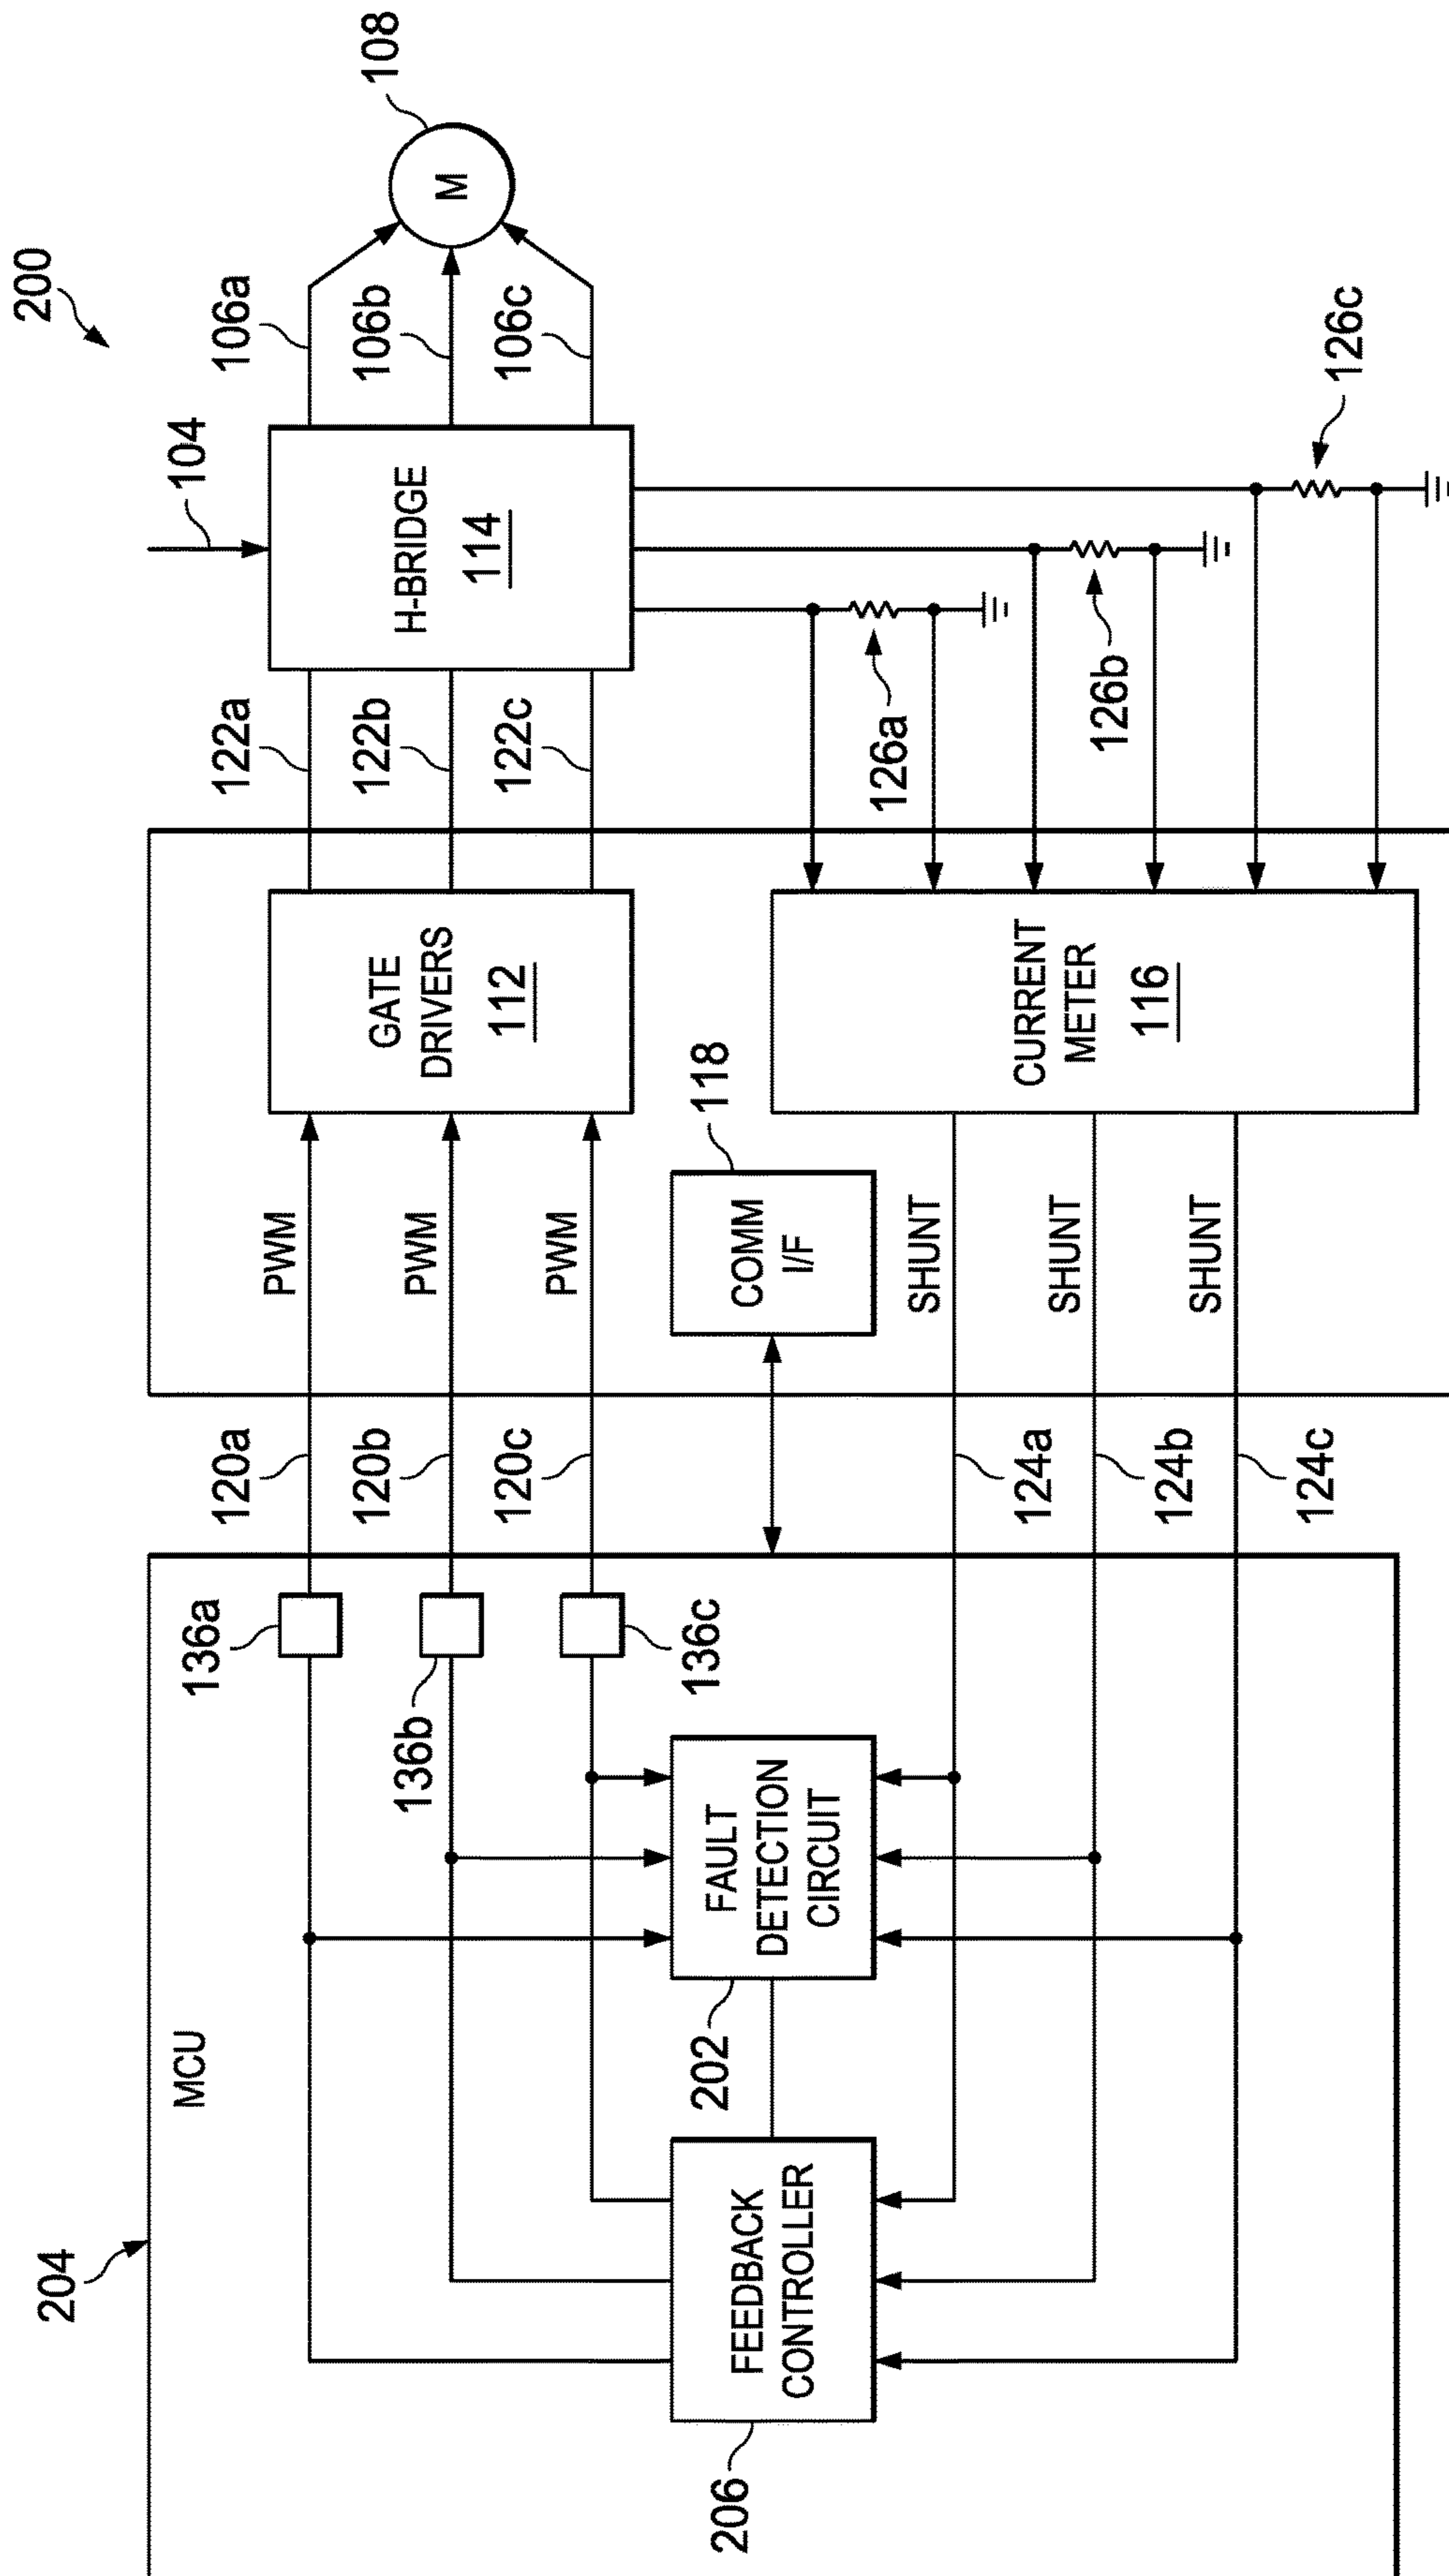 200
204
MCU
136a
136b
136c
120a
120b
120c
PWM
PWM
PWM
GATE
DRIVERS
112
122a
122b
122c
104
H-BRIDGE
114
106a
106b
106c
108
M
206
FEEDBACK
CONTROLLER
202
FAULT
DETECTION
CIRCUIT
118
COMM
I/F
124a
124b
124c
SHUNT
SHUNT
SHUNT
CURRENT
METER
116
126a
126b
126c